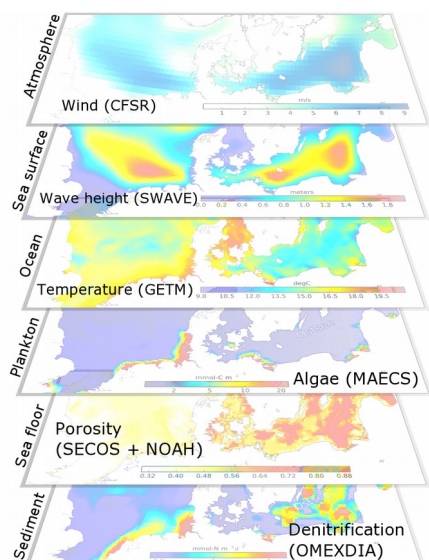 Atmosphere
m/s
Wind (CFSR)
1 2 3 4 5 6 7 8 9
Sea surface
meters
Wave height (SWAVE)
0.0 0.2 0.4 0.6 0.8 1.0 1.2 1.4 1.6 1.8
Ocean
degC
Temperature (GETM)
9.0 10.5 12.0 13.5 15.0 16.5 18.0 19.5
Plankton
mmol-C m
Algae (MAECS)
2 5 10 20
Sea floor
Porosity
(SECOS + NOAH)
0.32 0.40 0.48 0.56 0.64 0.72 0.80 0.88
Sediment
Denitrification
(OMEXDIA)
mmol-N m